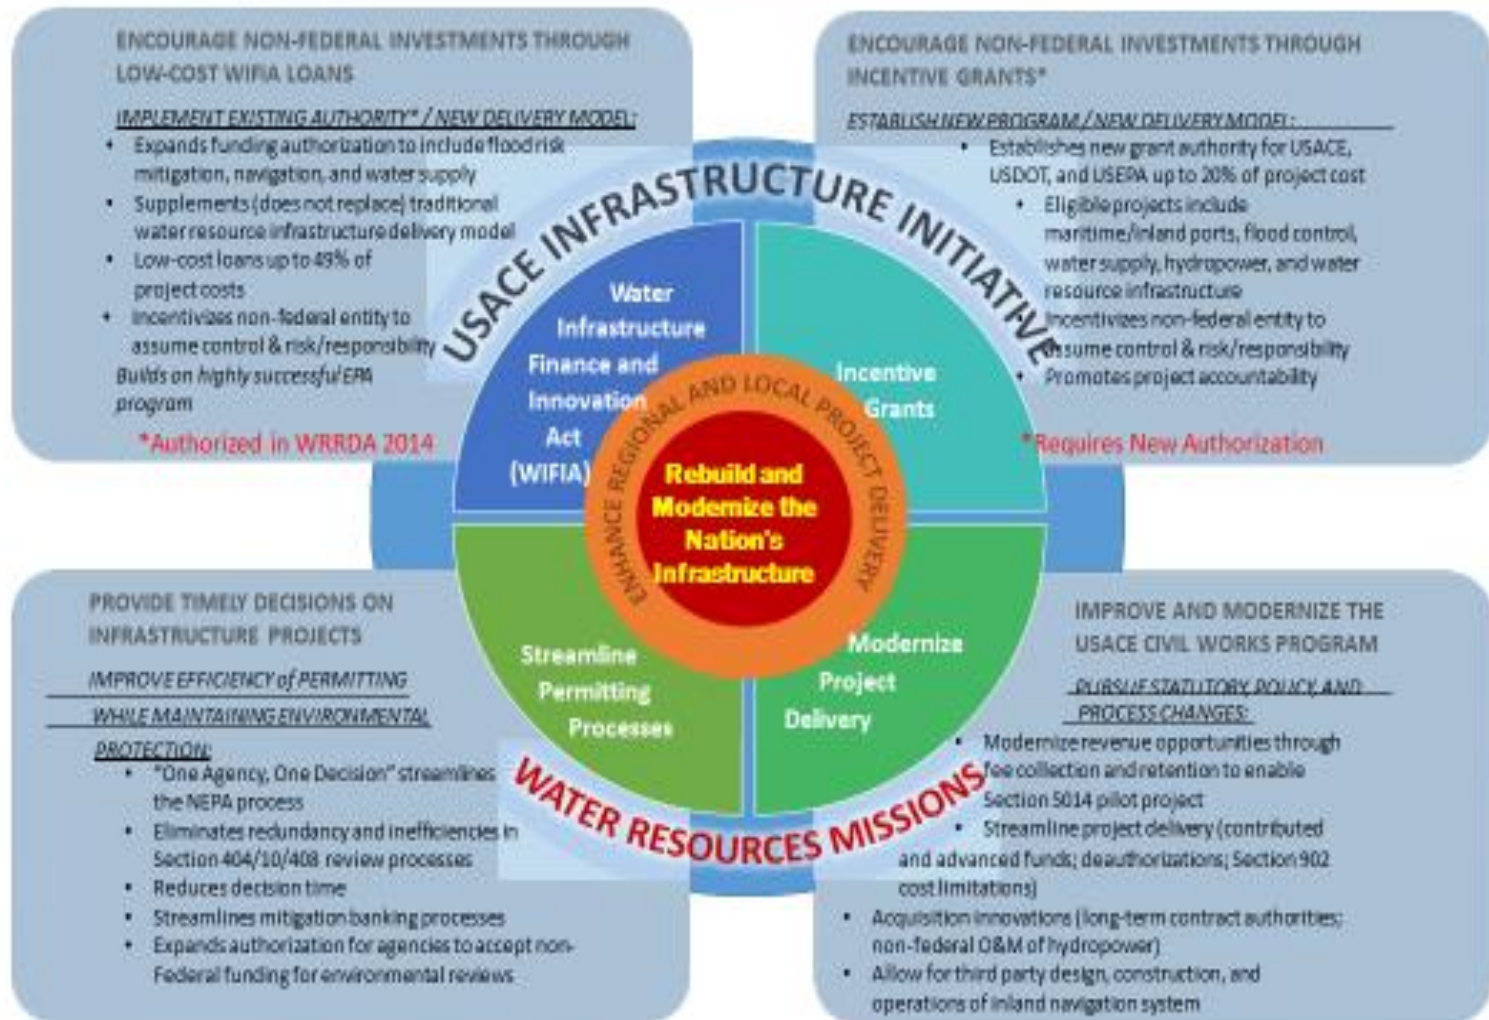 ENCOURAGE NON-FEDERAL INVESTMENTS THROUGH
LOW-COST WIFIA LOANS
IMPLEMENT EXISTING AUTHORITY* / NEW DELIVERY MODEL:
• Expands funding authorization to include flood risk
mitigation, navigation, and water supply
• Supplements (does not replace) traditional
water resource infrastructure delivery model
• Low-cost loans up to 49% of
project costs
• Incentivizes non-federal entity to
assume control & risk/responsibility
Builds on highly successful EPA
program
*Authorized in WRRDA 2014
ENCOURAGE NON-FEDERAL INVESTMENTS THROUGH
INCENTIVE GRANTS*
ESTABLISH NEW PROGRAM / NEW DELIVERY MODEL:
• Establishes new grant authority for USACE,
USDOT, and USEPA up to 20% of project cost
• Eligible projects include
maritime/inland ports, flood control,
water supply, hydropower, and water
resource infrastructure
• Incentivizes non-federal entity to
assume control & risk/responsibility
• Promotes project accountability
*Requires New Authorization
USACE INFRASTRUCTURE INITIATIVE
Water
Infrastructure
Finance and
Innovation
Act
(WIFIA)
Incentive
Grants
ENHANCE REGIONAL AND LOCAL PROJECT DELIVERY
Rebuild and
Modernize the
Nation's
Infrastructure
Streamline
Permitting
Processes
Modernize
Project
Delivery
WATER RESOURCES MISSIONS
PROVIDE TIMELY DECISIONS ON
INFRASTRUCTURE PROJECTS
IMPROVE EFFICIENCY of PERMITTING
WHILE MAINTAINING ENVIRONMENTAL
PROTECTION:
• "One Agency, One Decision" streamlines
the NEPA process
• Eliminates redundancy and inefficiencies in
Section 404/10/408 review processes
• Reduces decision time
• Streamlines mitigation banking processes
• Expands authorization for agencies to accept non-
Federal funding for environmental reviews
IMPROVE AND MODERNIZE THE
USACE CIVIL WORKS PROGRAM
PURSUE STATUTORY, POLICY, AND
PROCESS CHANGES:
• Modernize revenue opportunities through
fee collection and retention to enable
Section 5014 pilot project
• Streamline project delivery (contributed
and advanced funds; deauthorizations; Section 902
cost limitations)
• Acquisition innovations (long-term contract authorities;
non-federal O&M of hydropower)
• Allow for third party design, construction, and
operations of inland navigation system